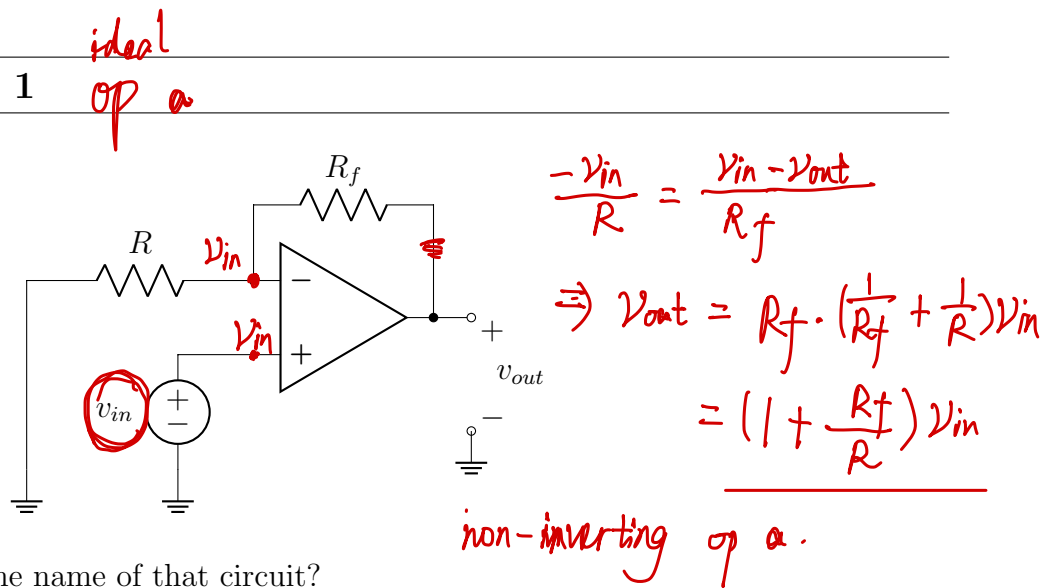 ideal
1 op a
R_f
R
v_in
v_in
−
+
v_in
+
−
+
v_out
−
-v_in/R = (v_in - v_out)/R_f
⇒ v_out = R_f · (1/R_f + 1/R) v_in
= (1 + R_f/R) v_in
non-inverting op a.
ne name of that circuit?